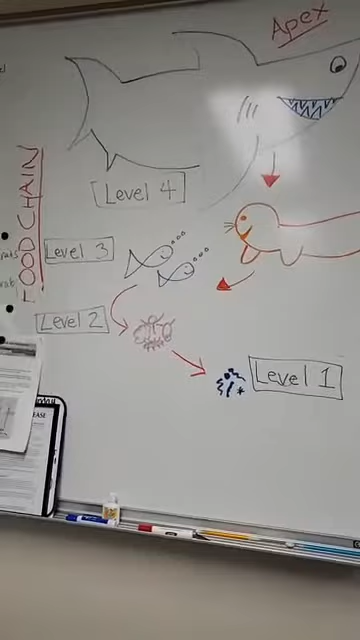 Apex
FOOD CHAIN
Level 4
Level 3
Level 2
Level 1